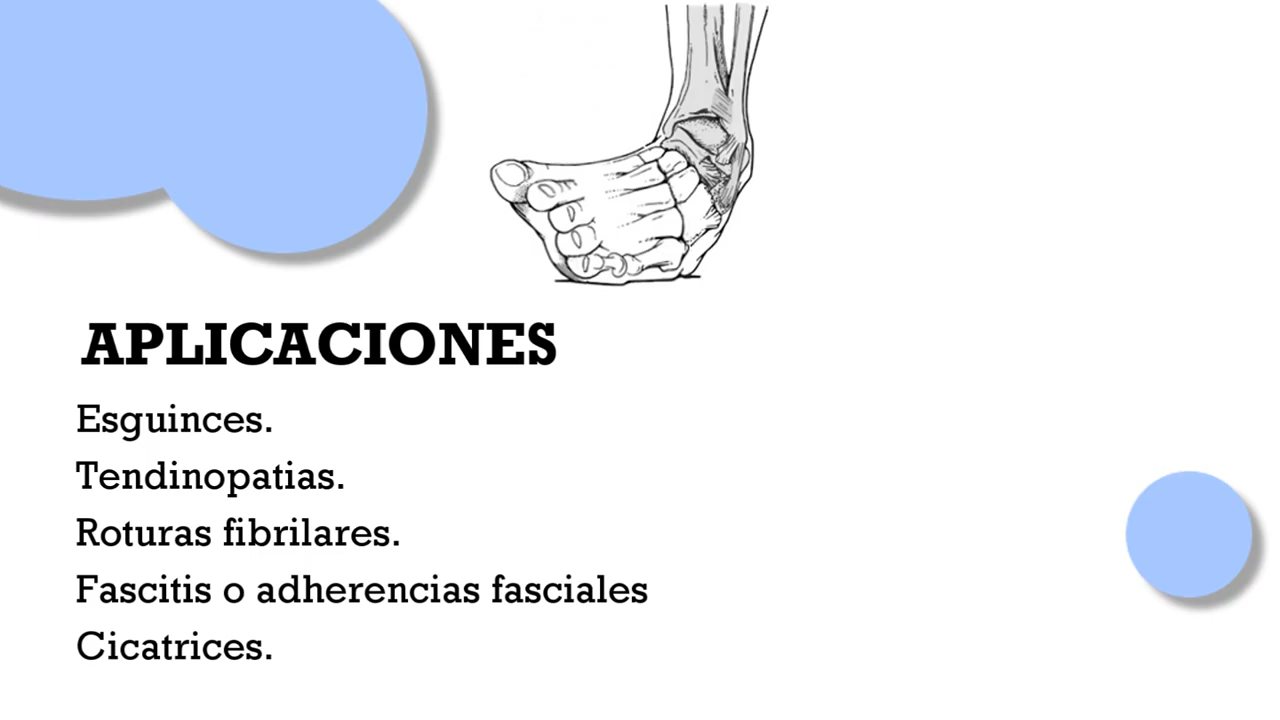 APLICACIONES
Esguinces.
Tendinopatias.
Roturas fibrilares.
Fascitis o adherencias fasciales
Cicatrices.